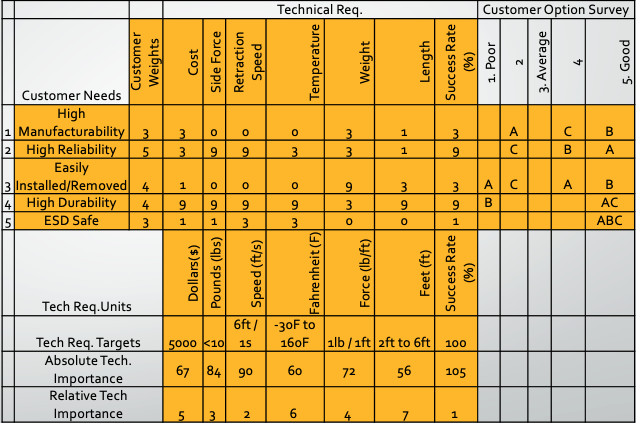 Technical Req. Customer Option Survey
Customer Needs Customer Weights Cost Side Force Retraction Speed Temperature Weight Length Success Rate (%) 1. Poor 2 3. Average 4 5. Good
1 High Manufacturability 3 3 0 0 0 3 1 3 A C B
2 High Reliability 5 3 9 9 3 3 1 9 C B A
3 Easily Installed/Removed 4 1 0 0 0 9 3 3 A C A B
4 High Durability 4 9 9 9 9 3 9 9 B AC
5 ESD Safe 3 1 1 3 3 0 0 1 ABC
Tech Req.Units Dollars($) Pounds (lbs) Speed (ft/s) Fahrenheit (F) Force (lb/ft) Feet (ft) Success Rate (%)
Tech Req. Targets 5000 <10 6ft / 1s -30F to 160F 1lb / 1ft 2ft to 6ft 100
Absolute Tech. Importance 67 84 90 60 72 56 105
Relative Tech Importance 5 3 2 6 4 7 1